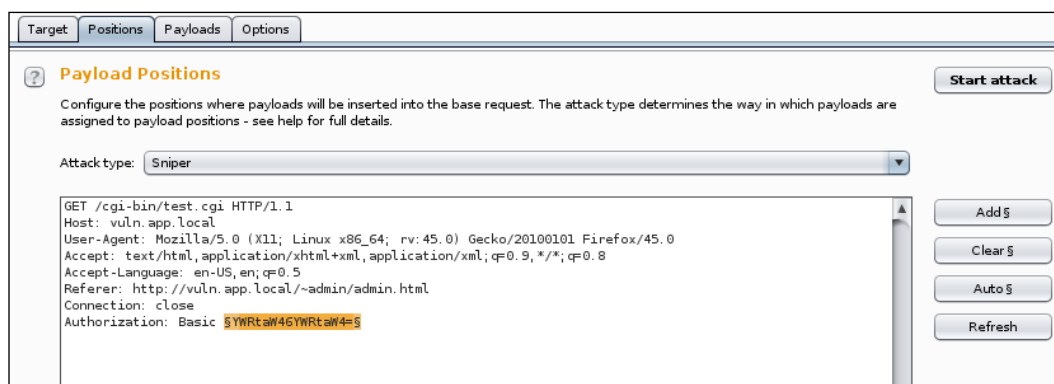 Target Positions Payloads Options
? Payload Positions
Start attack
Configure the positions where payloads will be inserted into the base request. The attack type determines the way in which payloads are
assigned to payload positions - see help for full details.
Attack type: Sniper
GET /cgi-bin/test.cgi HTTP/1.1
Host: vuln.app.local
User-Agent: Mozilla/5.0 (X11; Linux x86_64; rv:45.0) Gecko/20100101 Firefox/45.0
Accept: text/html,application/xhtml+xml,application/xml;q=0.9,*/*;q=0.8
Accept-Language: en-US,en;q=0.5
Referer: http://vuln.app.local/~admin/admin.html
Connection: close
Authorization: Basic §YWRtaW46YWRtaW4=§
Add §
Clear §
Auto §
Refresh